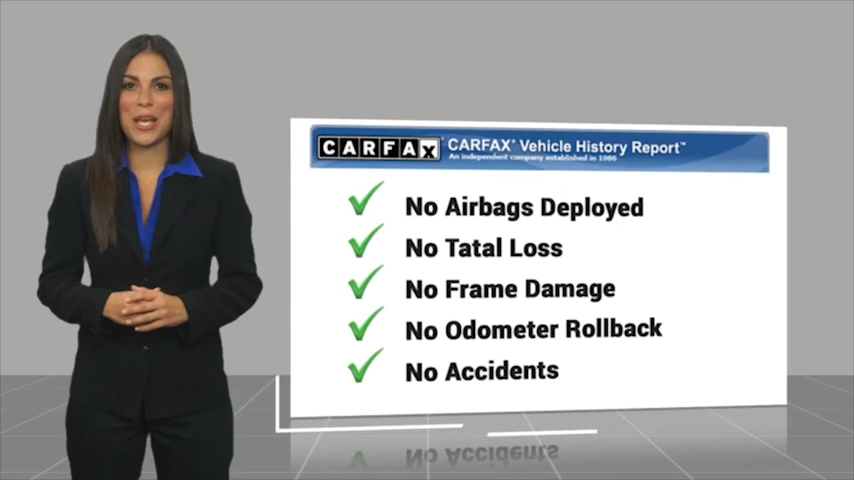 CARFAX CARFAX® Vehicle History Report™
An independent company established in 1986
No Airbags Deployed
No Tatal Loss
No Frame Damage
No Odometer Rollback
No Accidents
No Accidents